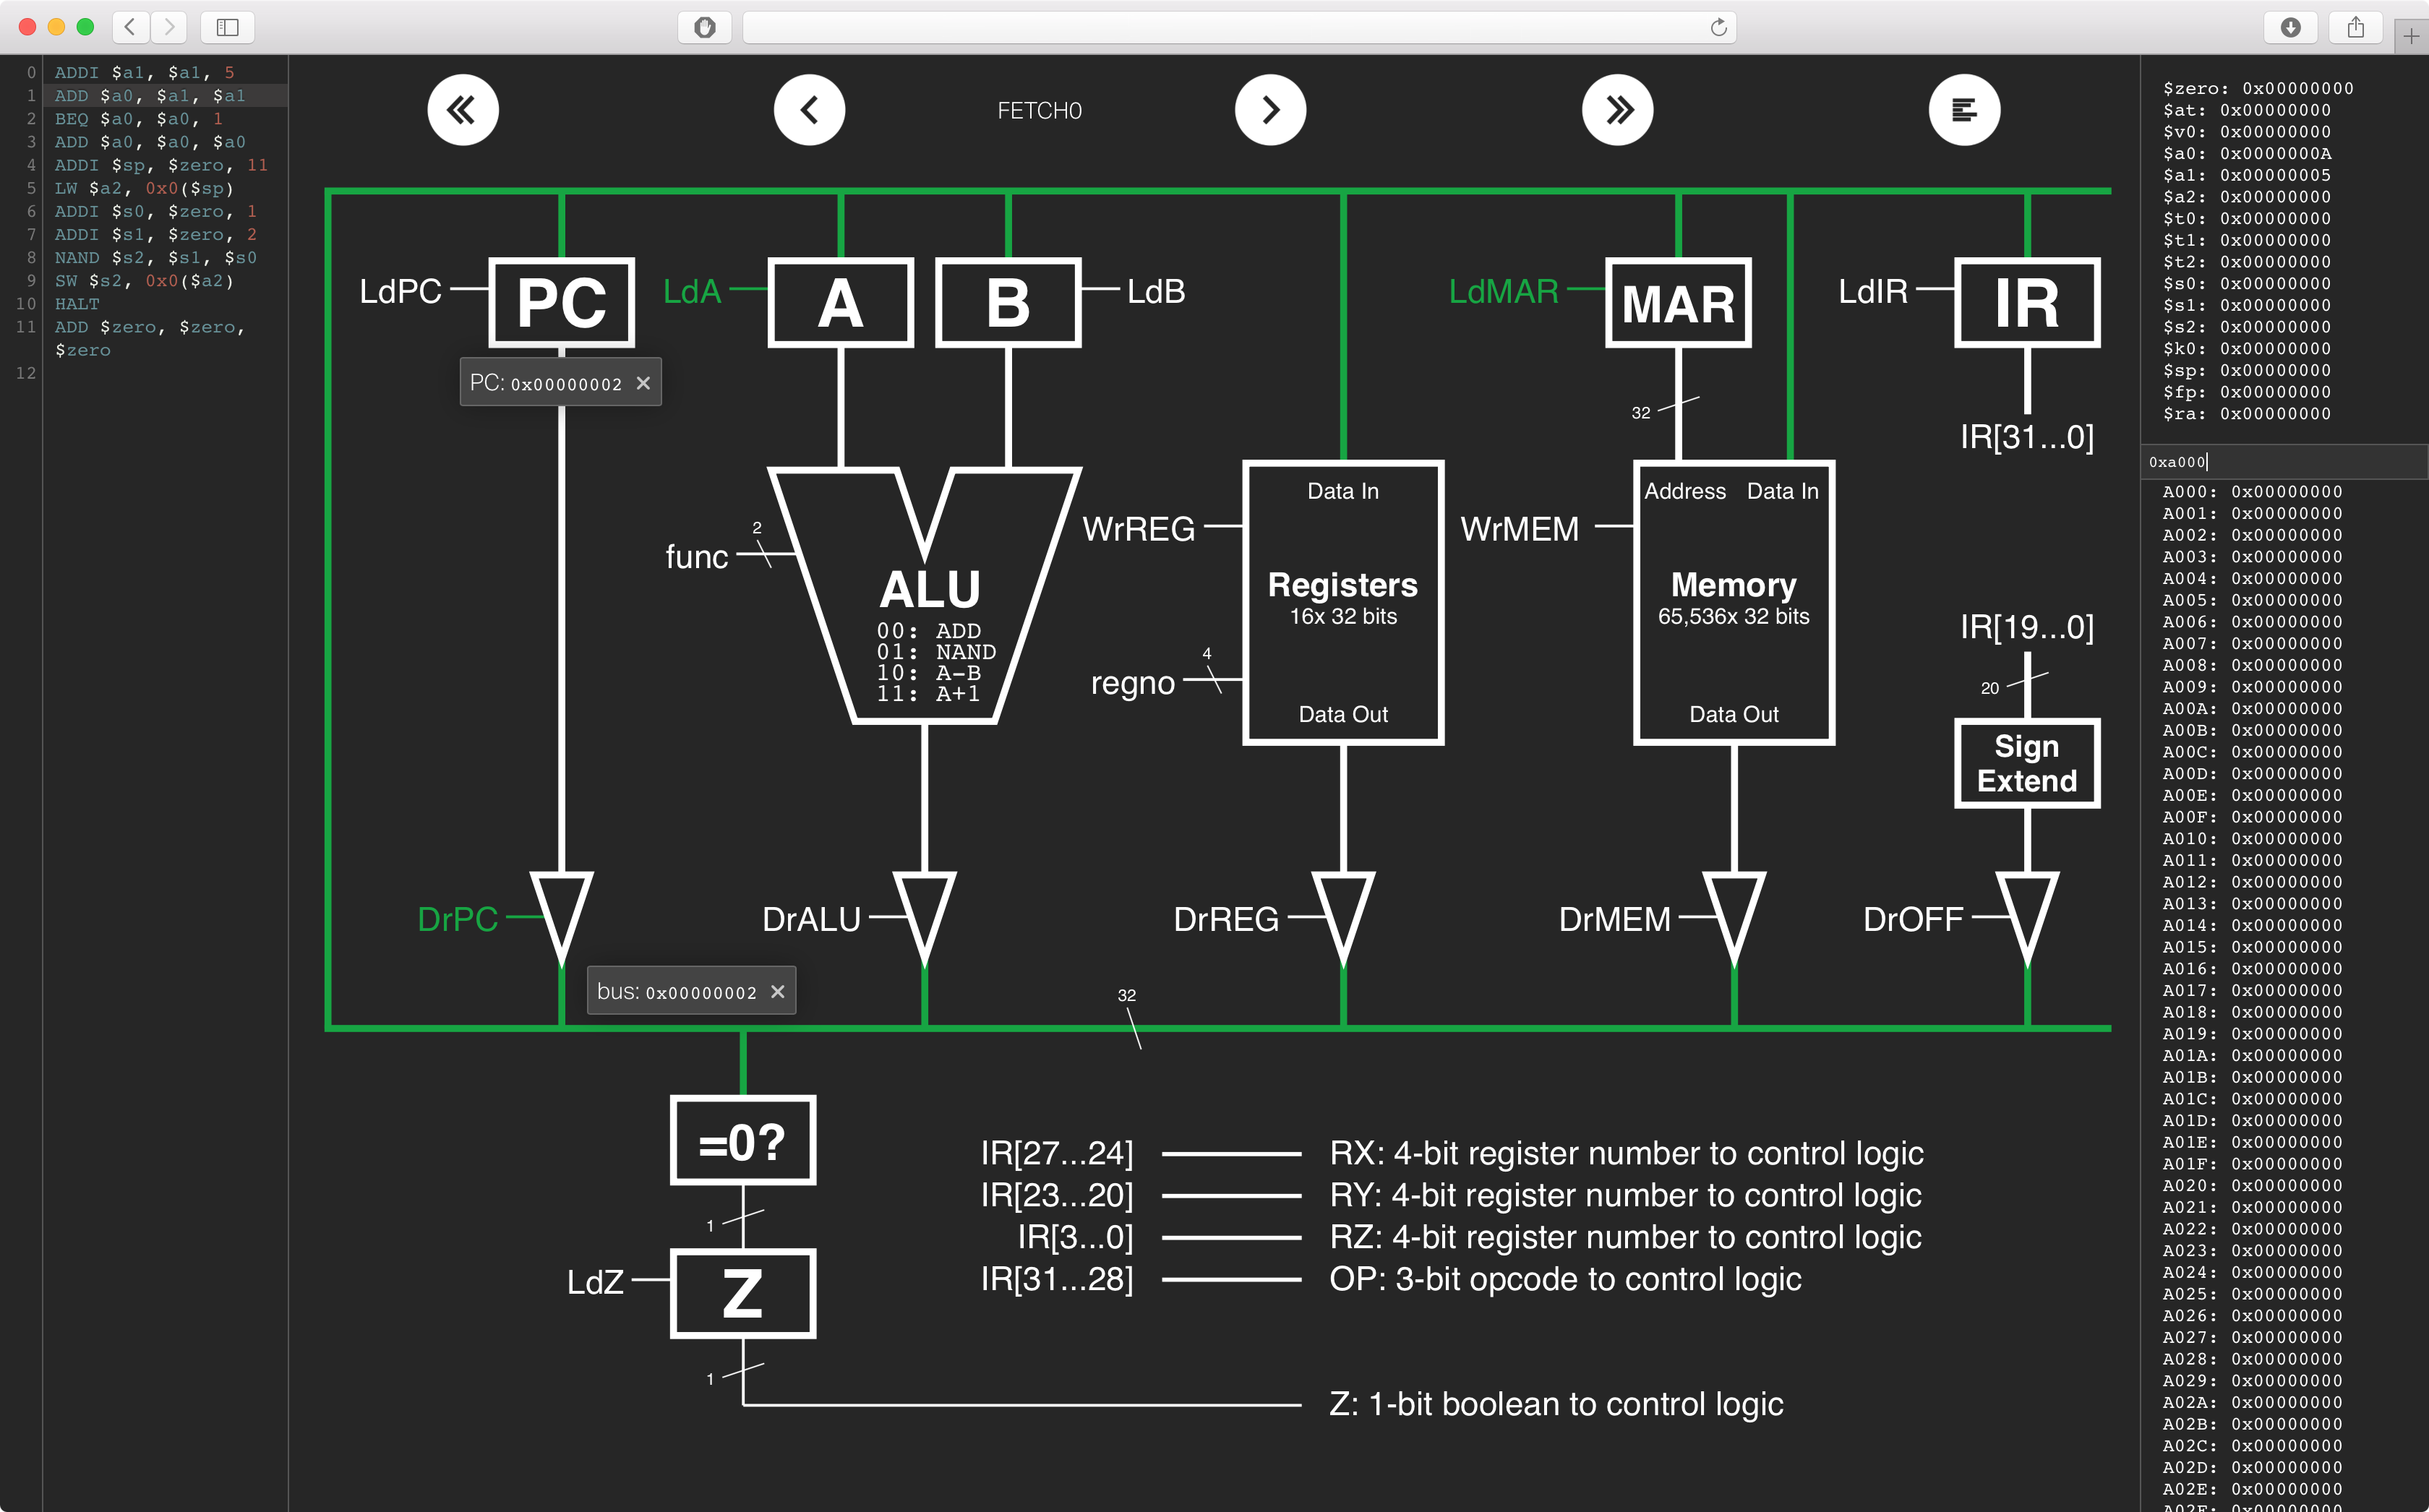 0 ADDI $a1, $a1, 5
1 ADD $a0, $a1, $a1
2 BEQ $a0, $a0, 1
3 ADD $a0, $a0, $a0
4 ADDI $sp, $zero, 11
5 LW $a2, 0x0($sp)
6 ADDI $s0, $zero, 1
7 ADDI $s1, $zero, 2
8 NAND $s2, $s1, $s0
9 SW $s2, 0x0($a2)
10 HALT
11 ADD $zero, $zero,
$zero
12
FETCH0
LdPC
PC
LdA
A
B
LdB
LdMAR
MAR
LdIR
IR
PC: 0x00000002
32
IR[31...0]
2
func
ALU
00: ADD
01: NAND
10: A-B
11: A+1
WrREG
Data In
Registers
16x 32 bits
4
regno
Data Out
WrMEM
Address Data In
Memory
65,536x 32 bits
Data Out
IR[19...0]
20
Sign
Extend
DrPC
DrALU
DrREG
DrMEM
DrOFF
bus: 0x00000002
32
=0?
1
LdZ
Z
1
IR[27...24] RX: 4-bit register number to control logic
IR[23...20] RY: 4-bit register number to control logic
IR[3...0] RZ: 4-bit register number to control logic
IR[31...28] OP: 3-bit opcode to control logic
Z: 1-bit boolean to control logic
$zero: 0x00000000
$at: 0x00000000
$v0: 0x00000000
$a0: 0x0000000A
$a1: 0x00000005
$a2: 0x00000000
$t0: 0x00000000
$t1: 0x00000000
$t2: 0x00000000
$s0: 0x00000000
$s1: 0x00000000
$s2: 0x00000000
$k0: 0x00000000
$sp: 0x00000000
$fp: 0x00000000
$ra: 0x00000000
0xa000
A000: 0x00000000
A001: 0x00000000
A002: 0x00000000
A003: 0x00000000
A004: 0x00000000
A005: 0x00000000
A006: 0x00000000
A007: 0x00000000
A008: 0x00000000
A009: 0x00000000
A00A: 0x00000000
A00B: 0x00000000
A00C: 0x00000000
A00D: 0x00000000
A00E: 0x00000000
A00F: 0x00000000
A010: 0x00000000
A011: 0x00000000
A012: 0x00000000
A013: 0x00000000
A014: 0x00000000
A015: 0x00000000
A016: 0x00000000
A017: 0x00000000
A018: 0x00000000
A019: 0x00000000
A01A: 0x00000000
A01B: 0x00000000
A01C: 0x00000000
A01D: 0x00000000
A01E: 0x00000000
A01F: 0x00000000
A020: 0x00000000
A021: 0x00000000
A022: 0x00000000
A023: 0x00000000
A024: 0x00000000
A025: 0x00000000
A026: 0x00000000
A027: 0x00000000
A028: 0x00000000
A029: 0x00000000
A02A: 0x00000000
A02B: 0x00000000
A02C: 0x00000000
A02D: 0x00000000
A02E: 0x00000000